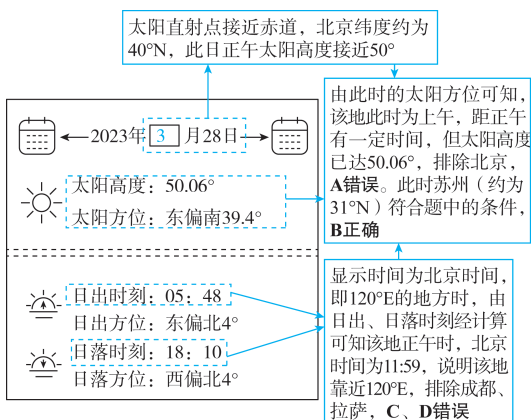 太阳直射点接近赤道，北京纬度约为
40°N，此日正午太阳高度接近50°
2023年 3 月28日
太阳高度：50.06°
太阳方位：东偏南39.4°
日出时刻：05：48
日出方位：东偏北4°
日落时刻：18：10
日落方位：西偏北4°
由此时的太阳方位可知，
该地此时为上午，距正午
有一定时间，但太阳高度
已达50.06°，排除北京，
A错误。此时苏州（约为
31°N）符合题中的条件，
B正确
显示时间为北京时间，
即120°E的地方时，由
日出、日落时刻经计算
可知该地正午时，北京
时间为11:59，说明该地
靠近120°E，排除成都、
拉萨，C、D错误